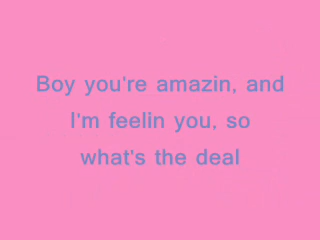 Boy you're amazin, and
I'm feelin you, so
what's the deal